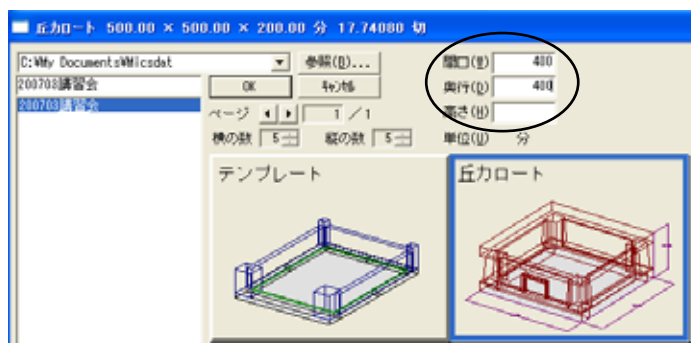 丘カロート 500.00 × 500.00 × 200.00 分 17.74080 切
C:\My Documents\Micsdat
参照(B)...
間口(W) 400
200703講習会
OK
キャンセル
奥行(D) 400
200703講習会
ページ 1 / 1
高さ(H)
横の数 5 縦の数 5
単位(U) 分
テンプレート
丘カロート